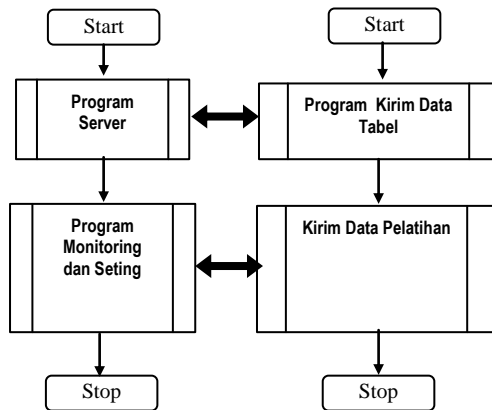 Start
Program
Server
Program
Monitoring
dan Seting
Stop
Start
Program Kirim Data
Tabel
Kirim Data Pelatihan
Stop